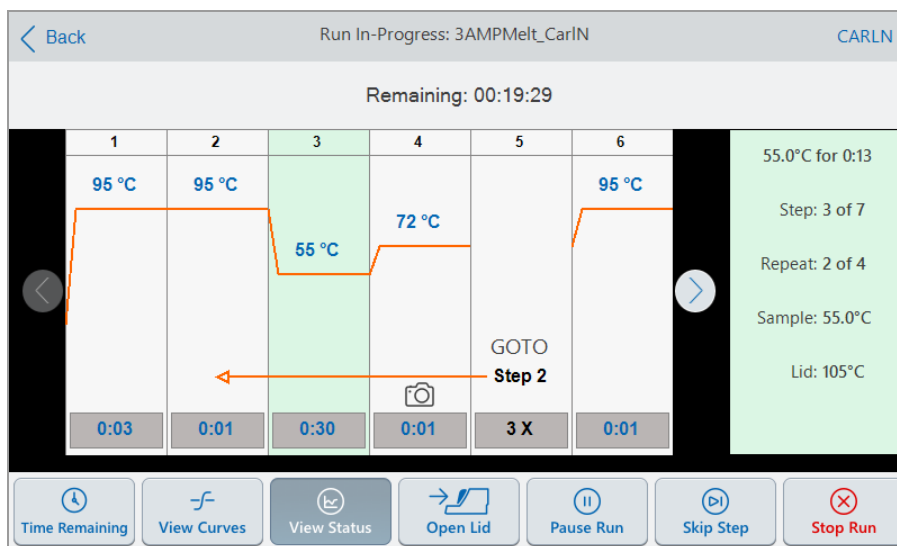 Back
Run In-Progress: 3AMPMelt_CarlN
CARLN
Remaining: 00:19:29
1 2 3 4 5 6
95 °C 95 °C 55 °C 72 °C 95 °C
GOTO
Step 2
0:03 0:01 0:30 0:01 3 X 0:01
55.0°C for 0:13
Step: 3 of 7
Repeat: 2 of 4
Sample: 55.0°C
Lid: 105°C
Time Remaining
View Curves
View Status
Open Lid
Pause Run
Skip Step
Stop Run